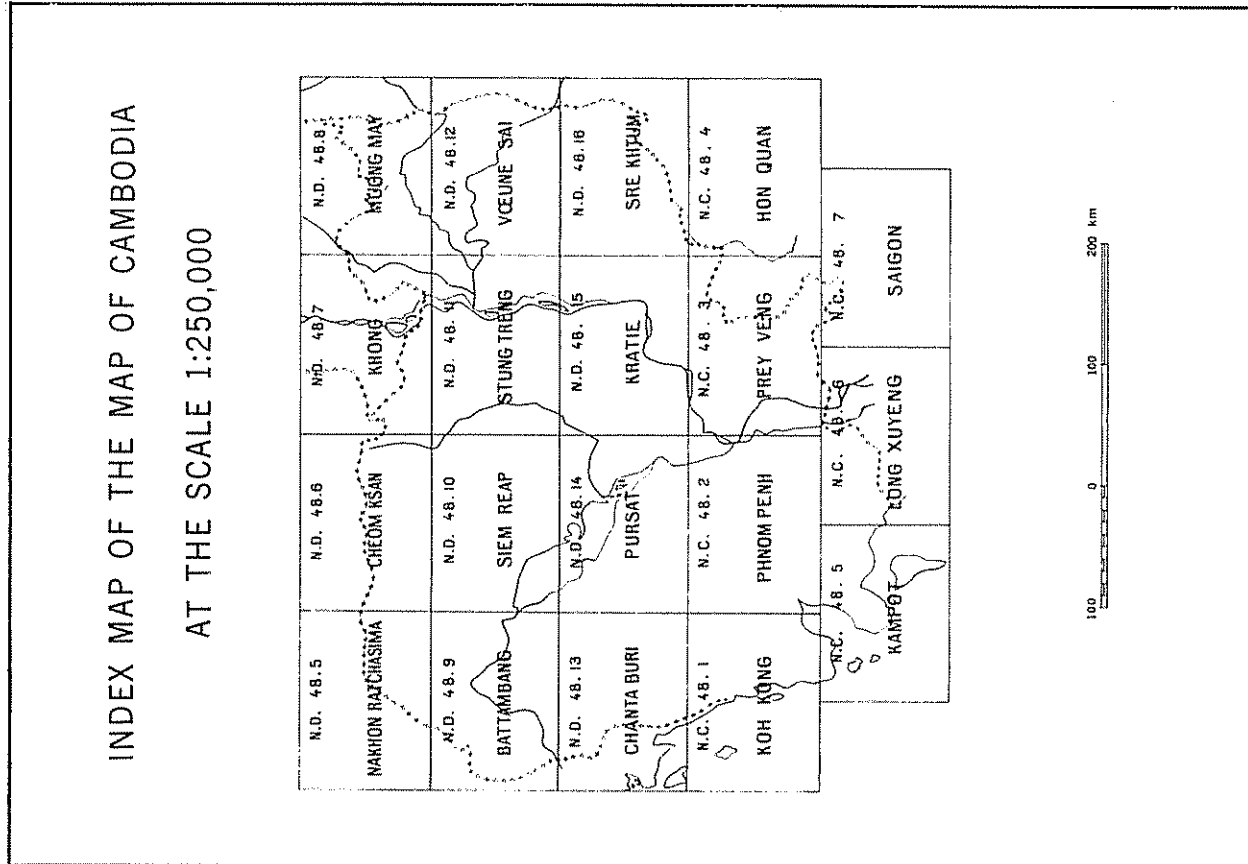 INDEX MAP OF THE MAP OF CAMBODIA
AT THE SCALE 1:250,000
N.D. 48.5
NAKHON RATCHASIMA
N.D. 48.6
CHEOM KSAN
N.D. 48.7
KHONG
N.D. 48.8
MUONG MAY
N.D. 48.9
BATTAMBANG
N.D. 48.10
SIEM REAP
N.D. 48. 11
STUNG TRENG
N.D. 48.12
VŒUNE SAI
N.D. 48.13
CHANTA BURI
N.D. 48.14
PURSAT
N.D. 48. 15
KRATIE
N.D. 48.16
SRE KHTUM
N.C. 48.1
KOH KONG
N.C. 48.2
PHNOM PENH
N.C. 48. 3
PREY VENG
N.C. 48. 4
HON QUAN
N.C. 48. 5
KAMPOT
N.C. 48. 6
LONG XUYENG
N.C. 48. 7
SAIGON
100 0 100 200 km